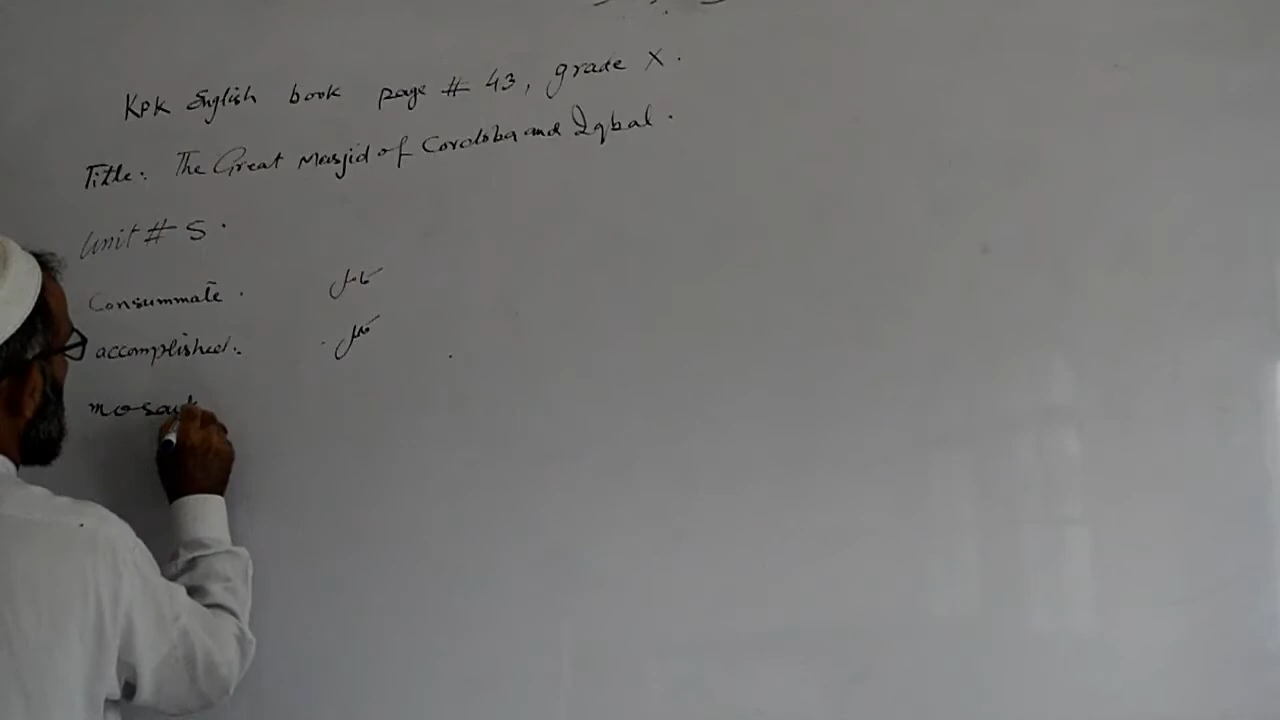 KPK English book page # 43, grade X.
Title: The Great Masjid of Cordoba and Iqbal.
Unit # 5.
Consummate. کامل
accomplished. مکمل